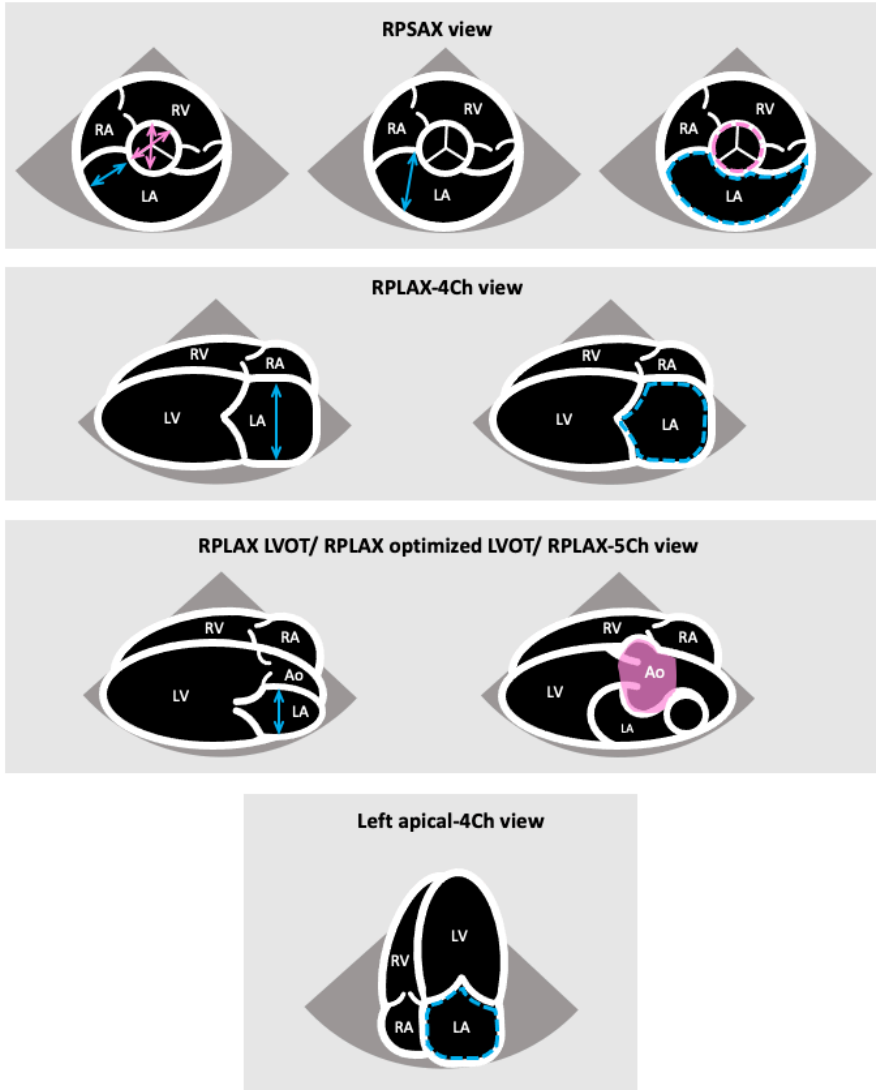 RPSAX view
RV
RA
LA
RV
RA
LA
RV
RA
LA
RPLAX-4Ch view
RV
RA
LV
LA
RV
RA
LV
LA
RPLAX LVOT/ RPLAX optimized LVOT/ RPLAX-5Ch view
RV
RA
Ao
LV
LA
RV
RA
Ao
LV
LA
Left apical-4Ch view
LV
RV
RA
LA